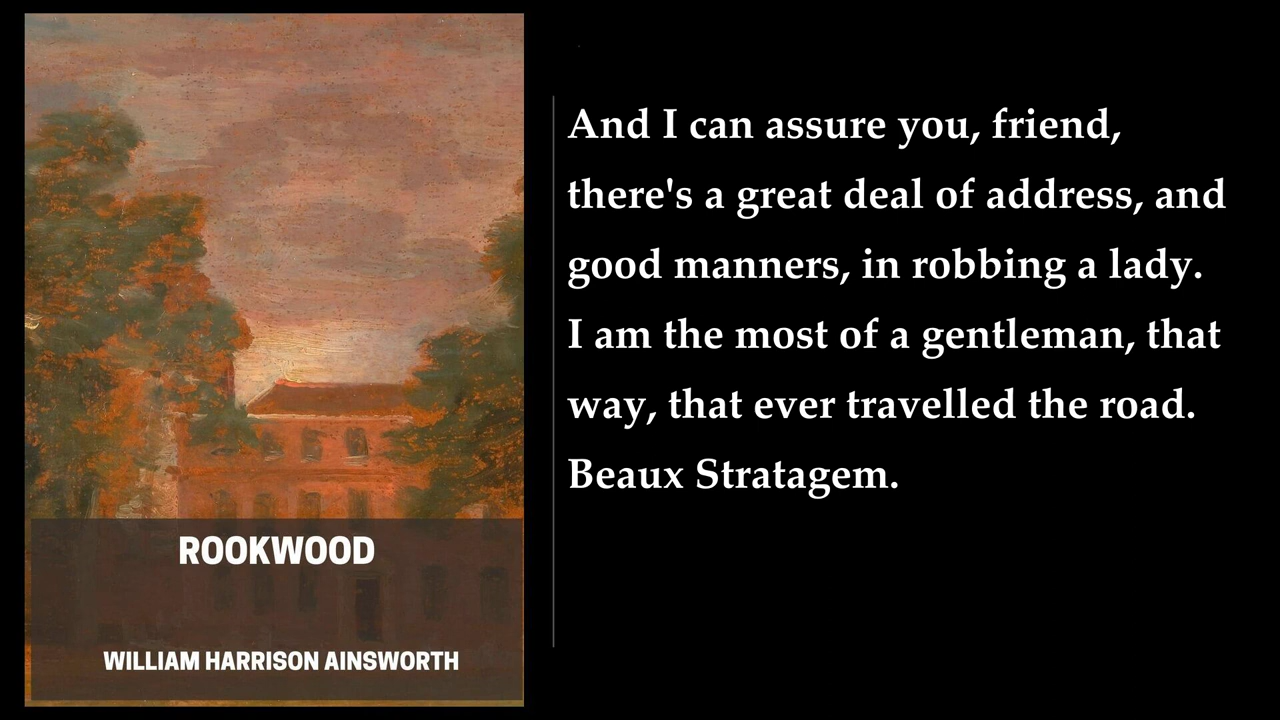 ROOKWOOD
WILLIAM HARRISON AINSWORTH
And I can assure you, friend,
there's a great deal of address, and
good manners, in robbing a lady.
I am the most of a gentleman, that
way, that ever travelled the road.
Beaux Stratagem.